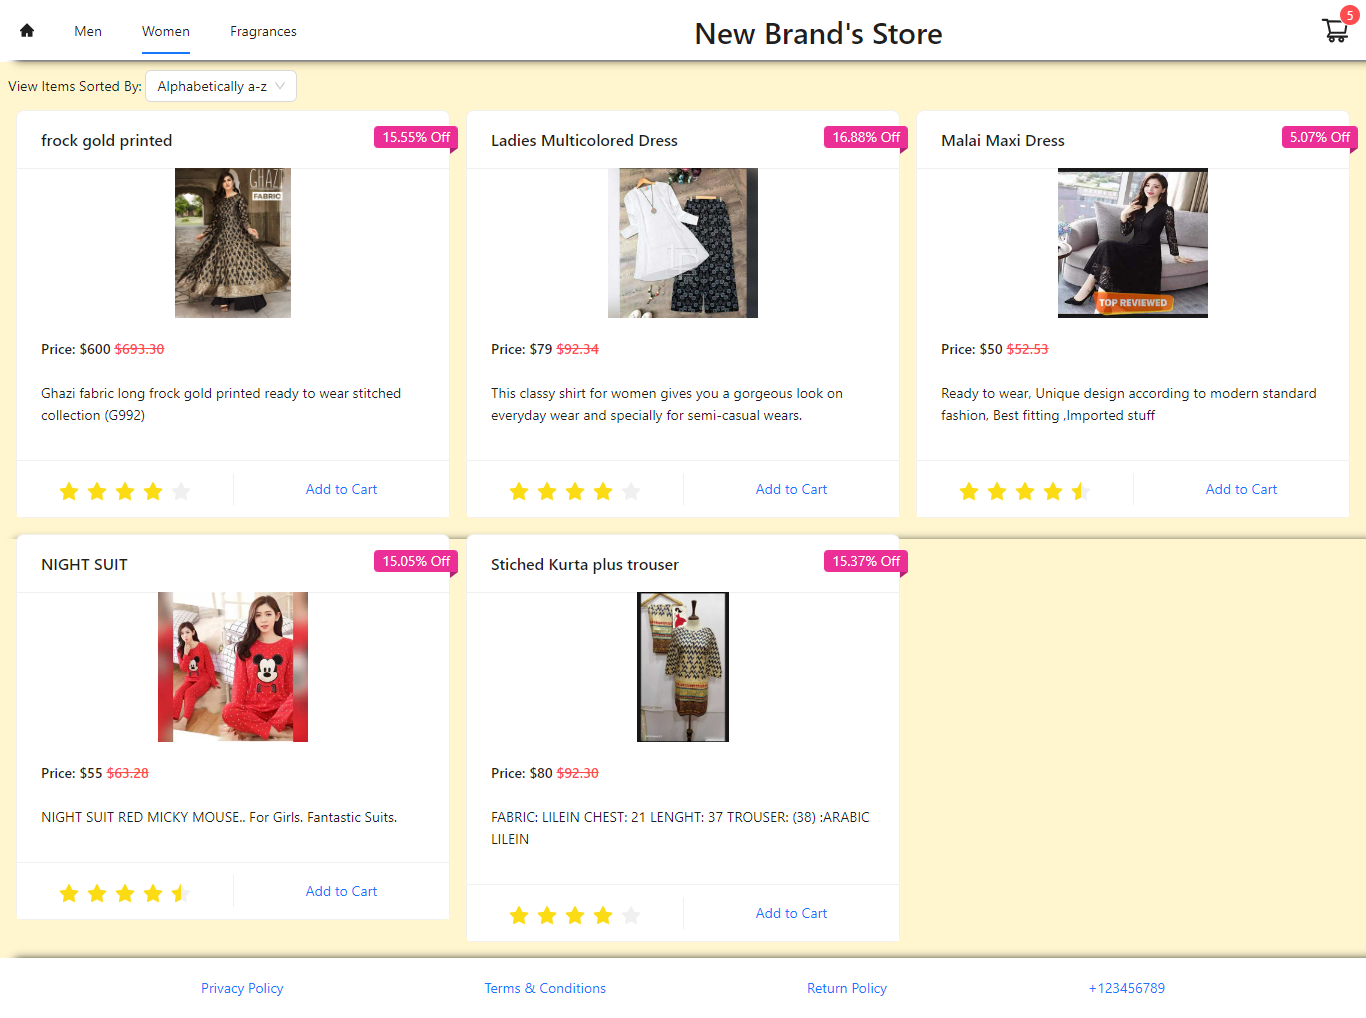 Men
Women
Fragrances
New Brand's Store
5
View Items Sorted By: Alphabetically a-z
frock gold printed
15.55% Off
GHAZI
FABRIC
Price: $600 $693.30
Ghazi fabric long frock gold printed ready to wear stitched
collection (G992)
Add to Cart
Ladies Multicolored Dress
16.88% Off
Price: $79 $92.34
This classy shirt for women gives you a gorgeous look on
everyday wear and specially for semi-casual wears.
Add to Cart
Malai Maxi Dress
5.07% Off
TOP REVIEWED
Price: $50 $52.53
Ready to wear, Unique design according to modern standard
fashion, Best fitting ,Imported stuff
Add to Cart
NIGHT SUIT
15.05% Off
Price: $55 $63.28
NIGHT SUIT RED MICKY MOUSE.. For Girls. Fantastic Suits.
Add to Cart
Stiched Kurta plus trouser
15.37% Off
Price: $80 $92.30
FABRIC: LILEIN CHEST: 21 LENGHT: 37 TROUSER: (38) :ARABIC
LILEIN
Add to Cart
Privacy Policy
Terms & Conditions
Return Policy
+123456789